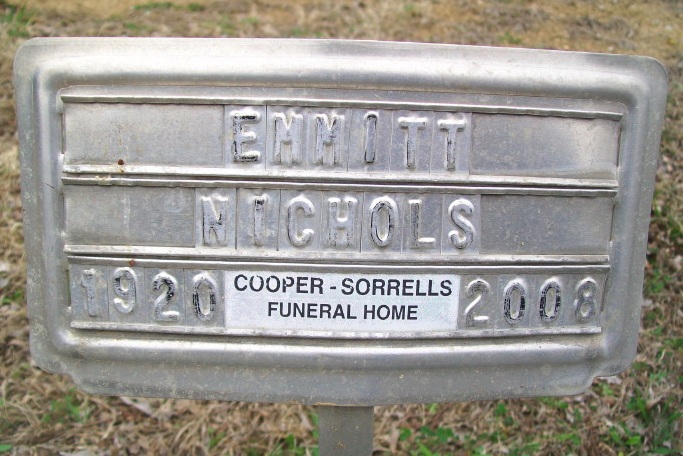 EMMITT
NICHOLS
1920 COOPER - SORRELLS 2008
FUNERAL HOME